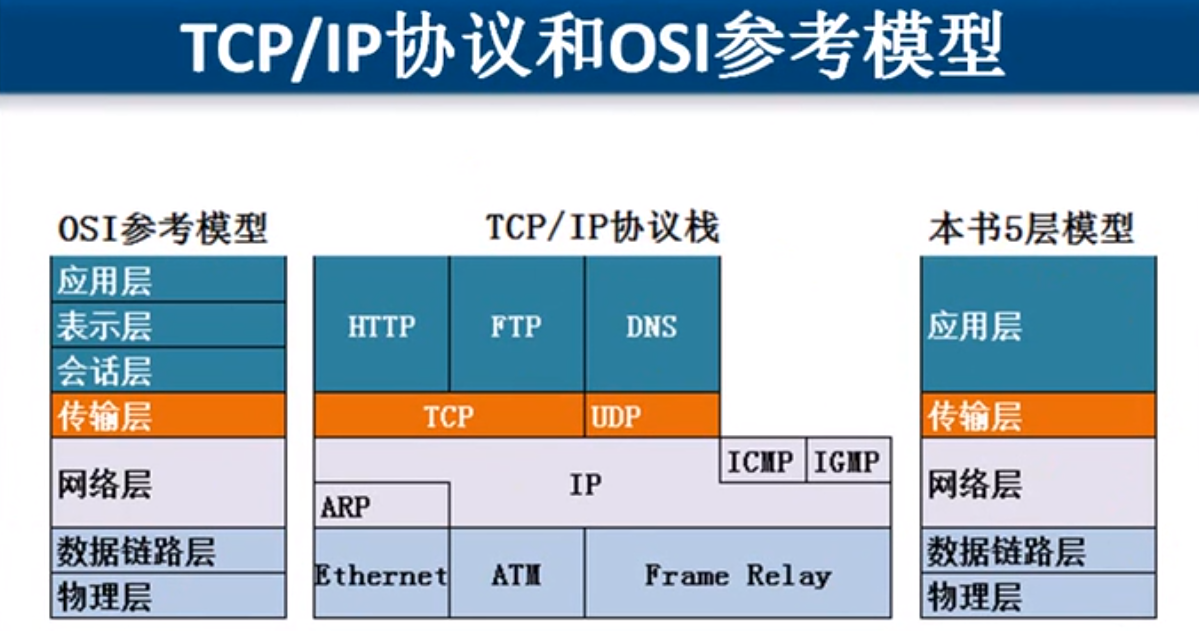 TCP/IP协议和OSI参考模型
OSI参考模型
TCP/IP协议栈
本书5层模型
应用层
表示层
会话层
传输层
网络层
数据链路层
物理层
HTTP
FTP
DNS
TCP
UDP
ICMP
IGMP
IP
ARP
Ethernet
ATM
Frame Relay
应用层
传输层
网络层
数据链路层
物理层